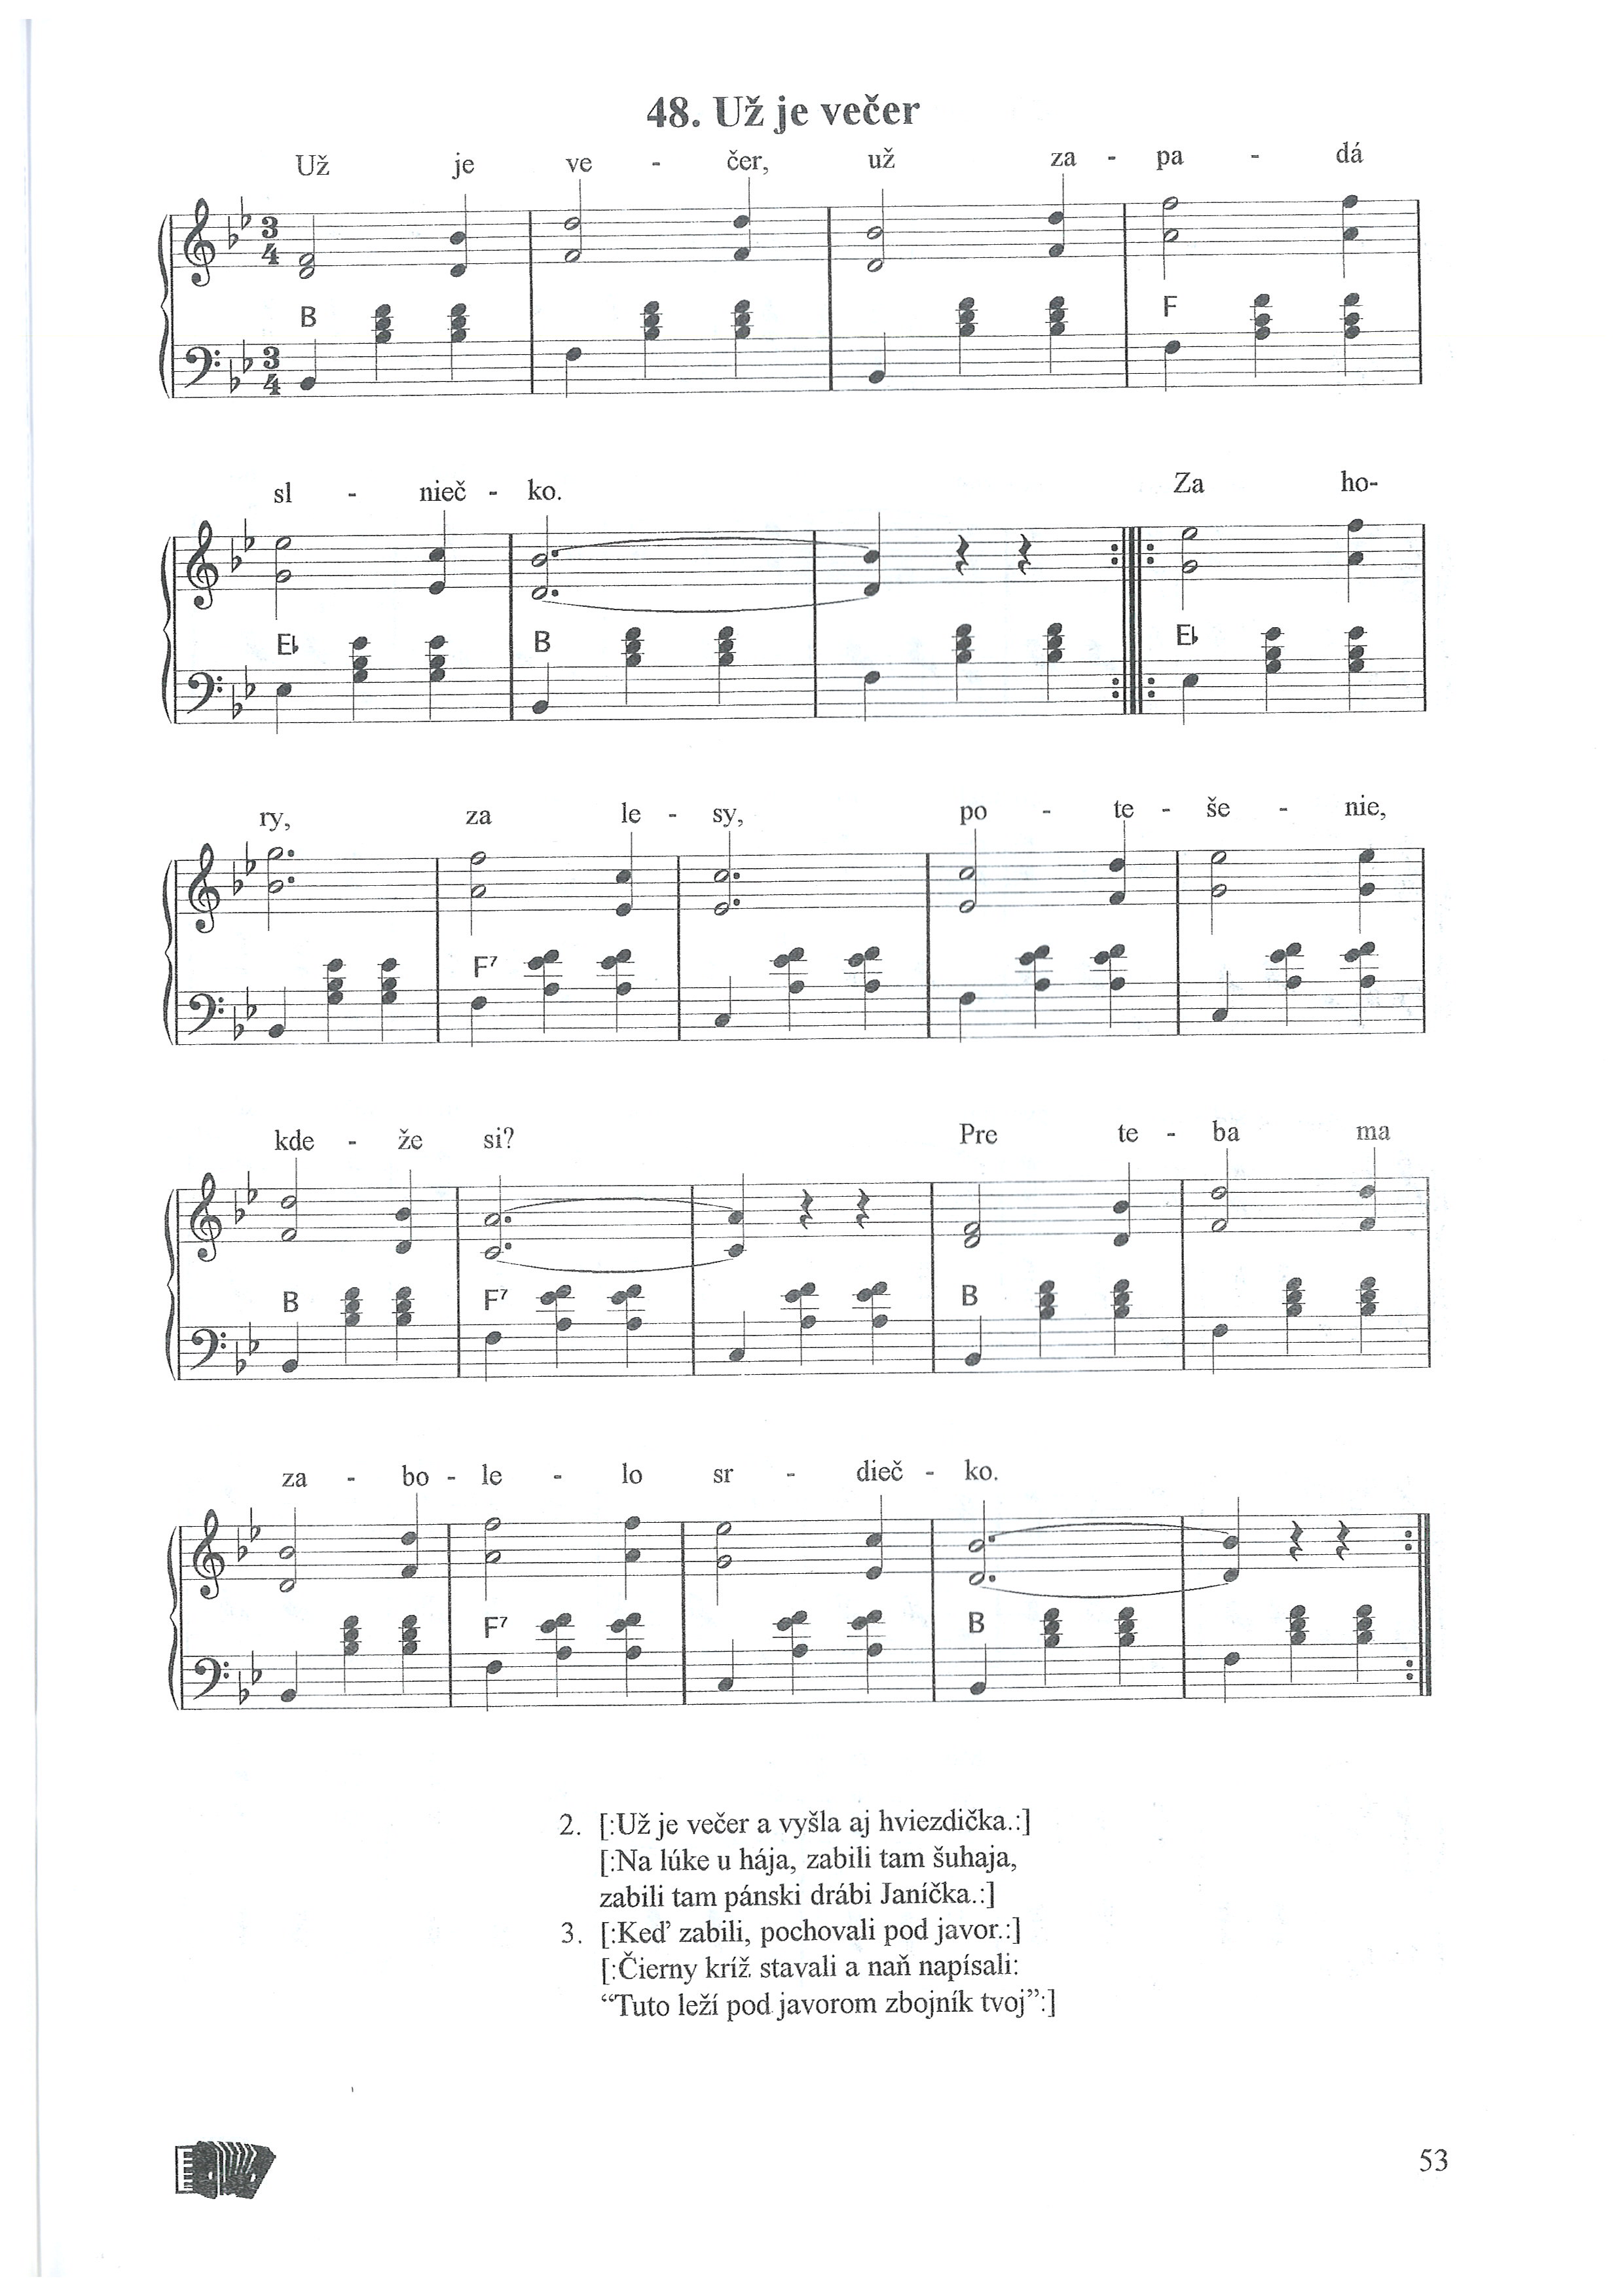 48. Už je večer
Už je ve - čer, už za - pa - dá
3 4
B F
3 4
sl - nieč - ko. Za ho-
E♭ B E♭
ry, za le - sy, po - te - še - nie,
F7
kde - že si? Pre te - ba ma
B F7 B
za - bo - le - lo sr - dieč - ko.
F7 B
2. [:Už je večer a vyšla aj hviezdička.:]
[:Na lúke u hája, zabili tam šuhaja,
zabili tam pánski drábi Janíčka.:]
3. [:Keď zabili, pochovali pod javor.:]
[:Čierny kríž stavali a naň napísali:
“Tuto leží pod javorom zbojník tvoj”:]
53